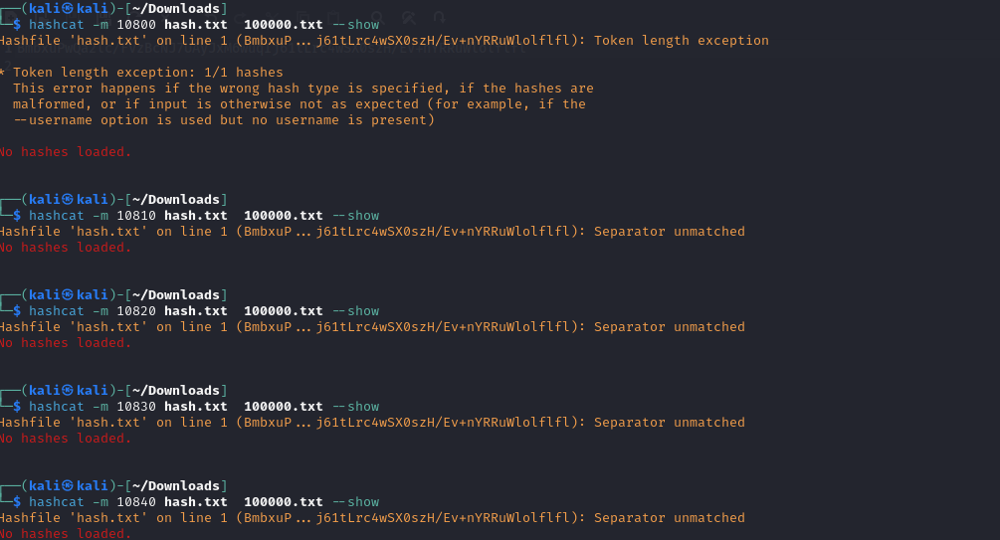 ┌──(kali㉿kali)-[~/Downloads]
└─$ hashcat -m 10800 hash.txt  100000.txt --show
Hashfile 'hash.txt' on line 1 (BmbxuP...j61tLrc4wSX0szH/Ev+nYRRuWlolflfl): Token length exception
* Token length exception: 1/1 hashes
This error happens if the wrong hash type is specified, if the hashes are
malformed, or if input is otherwise not as expected (for example, if the
--username option is used but no username is present)
No hashes loaded.
┌──(kali㉿kali)-[~/Downloads]
└─$ hashcat -m 10810 hash.txt  100000.txt --show
Hashfile 'hash.txt' on line 1 (BmbxuP...j61tLrc4wSX0szH/Ev+nYRRuWlolflfl): Separator unmatched
No hashes loaded.
┌──(kali㉿kali)-[~/Downloads]
└─$ hashcat -m 10820 hash.txt  100000.txt --show
Hashfile 'hash.txt' on line 1 (BmbxuP...j61tLrc4wSX0szH/Ev+nYRRuWlolflfl): Separator unmatched
No hashes loaded.
┌──(kali㉿kali)-[~/Downloads]
└─$ hashcat -m 10830 hash.txt  100000.txt --show
Hashfile 'hash.txt' on line 1 (BmbxuP...j61tLrc4wSX0szH/Ev+nYRRuWlolflfl): Separator unmatched
No hashes loaded.
┌──(kali㉿kali)-[~/Downloads]
└─$ hashcat -m 10840 hash.txt  100000.txt --show
Hashfile 'hash.txt' on line 1 (BmbxuP...j61tLrc4wSX0szH/Ev+nYRRuWlolflfl): Separator unmatched
No hashes loaded.